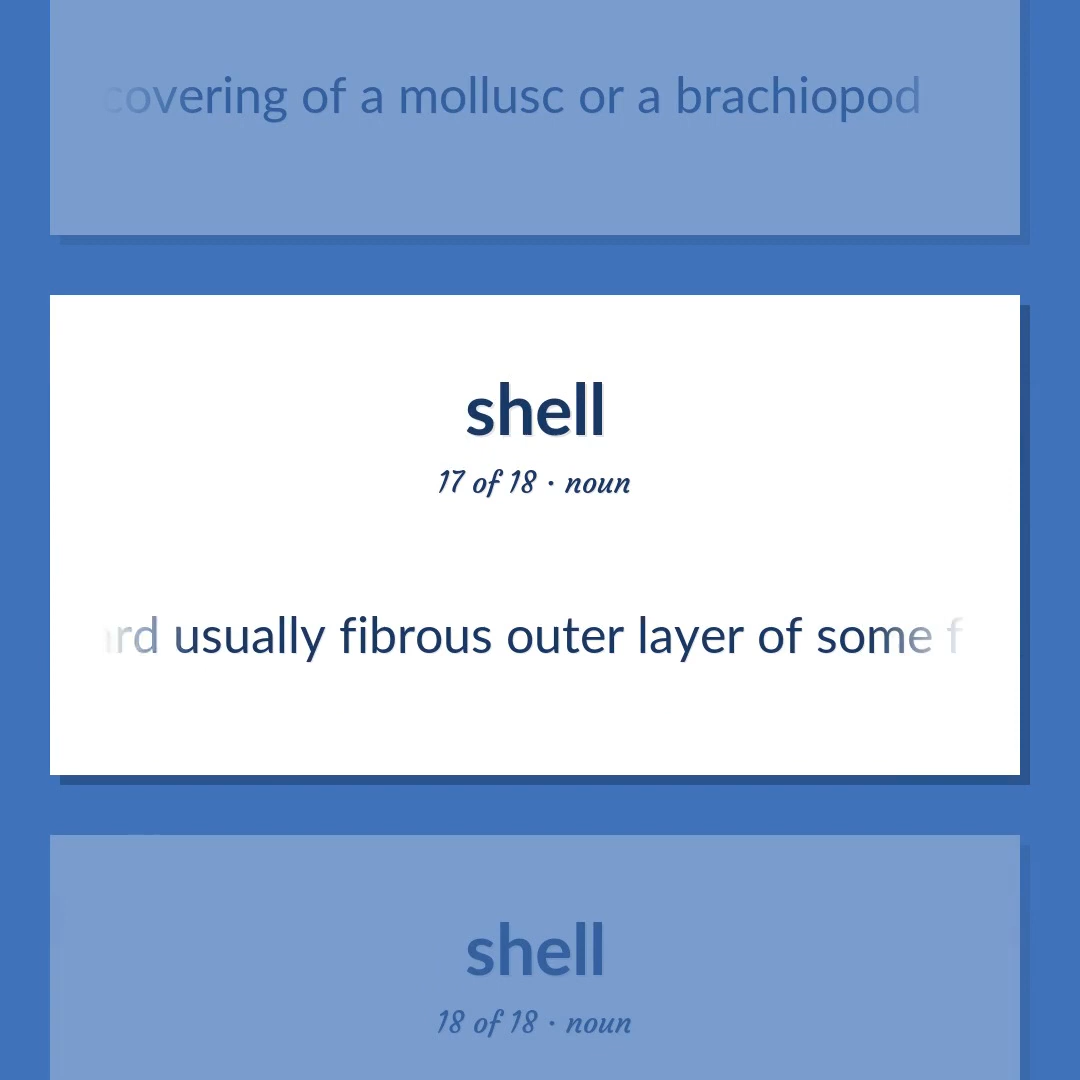 covering of a mollusc or a brachiopod
shell
17 of 18 · noun
usually fibrous outer layer of some
shell
18 of 18 · noun